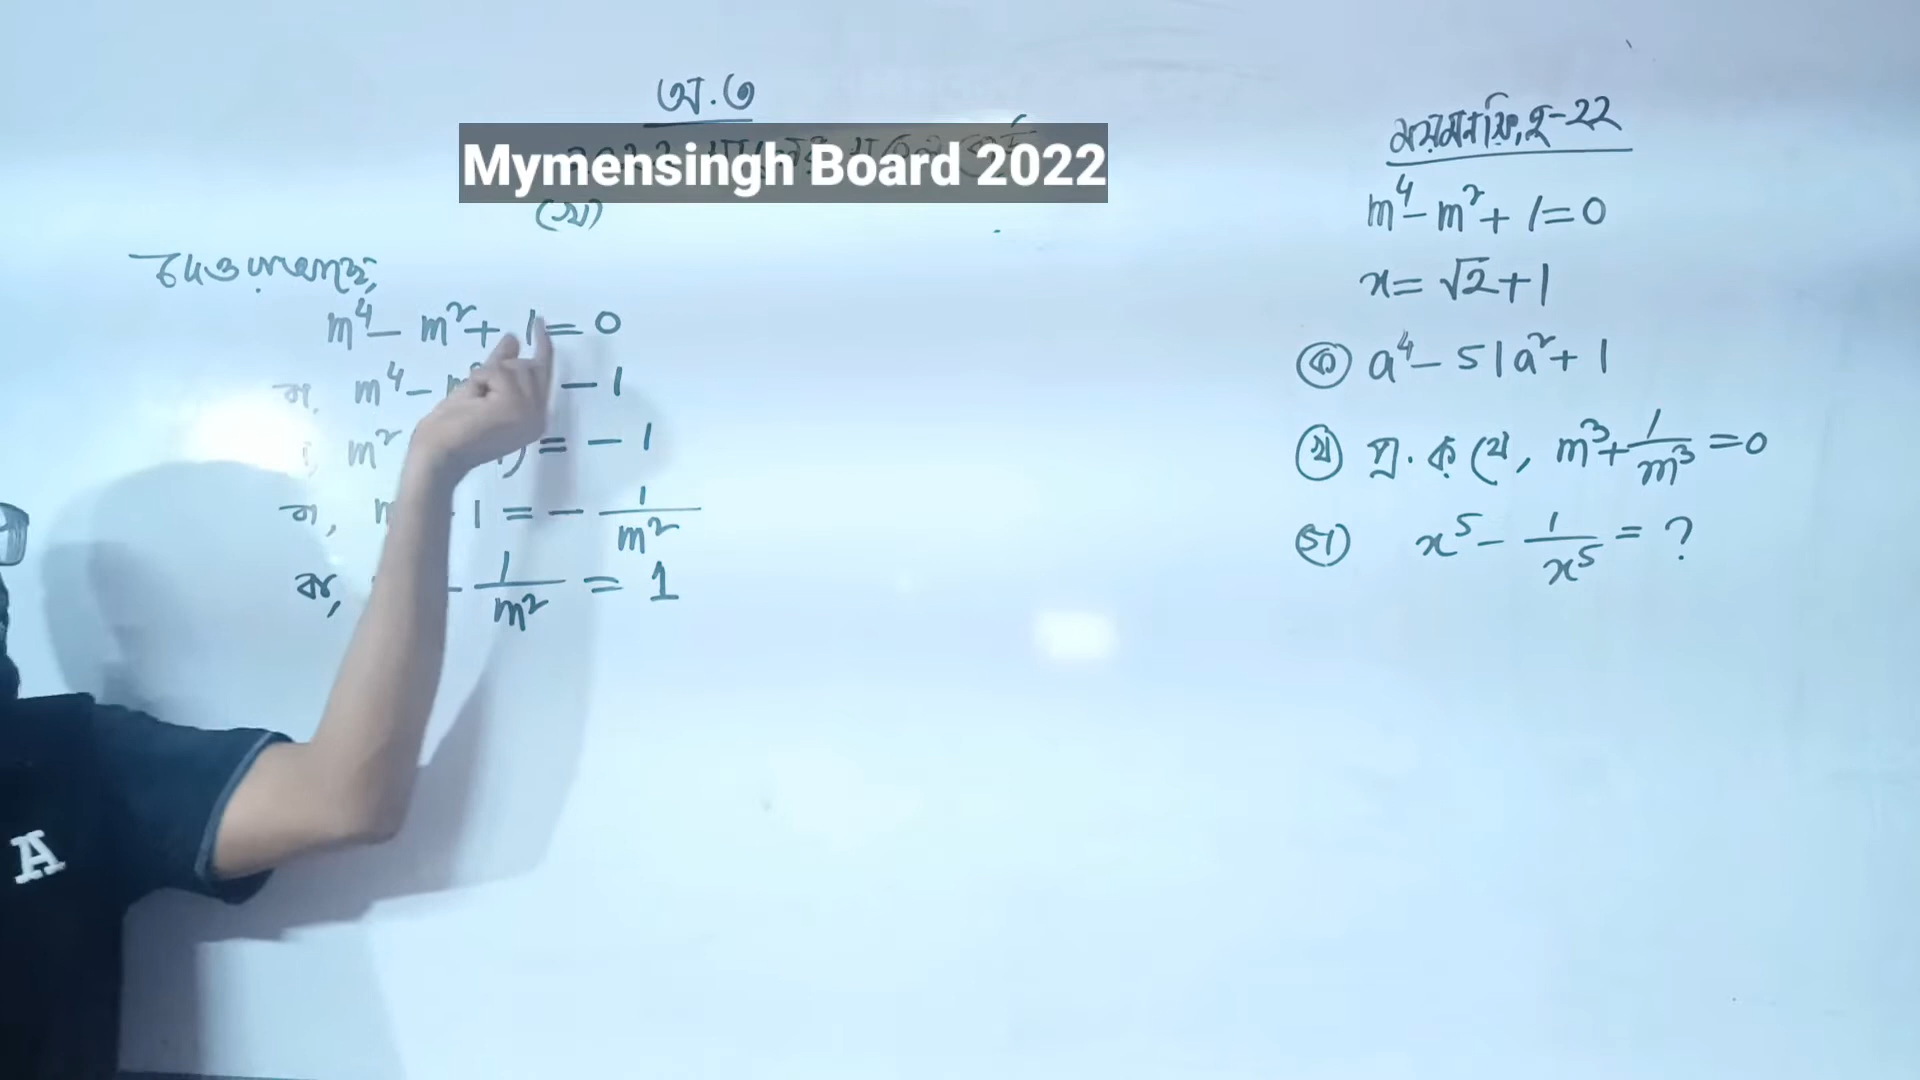 অ.৩
Mymensingh Board 2022
(খ)
দেওয়া আছে,
m⁴ – m² + 1 = 0
বা, m⁴ – – 1
m² ) = – 1
বা, 1 = – 1/m²
বা, – 1/m² = 1
A
ময়মনসিংহ-22
m⁴ – m² + 1 = 0
x = √2 + 1
(ক) a⁴ – 51a² + 1
(খ) প্র. ক যে, m³ + 1/m³ = 0
(গ) x⁵ – 1/x⁵ = ?